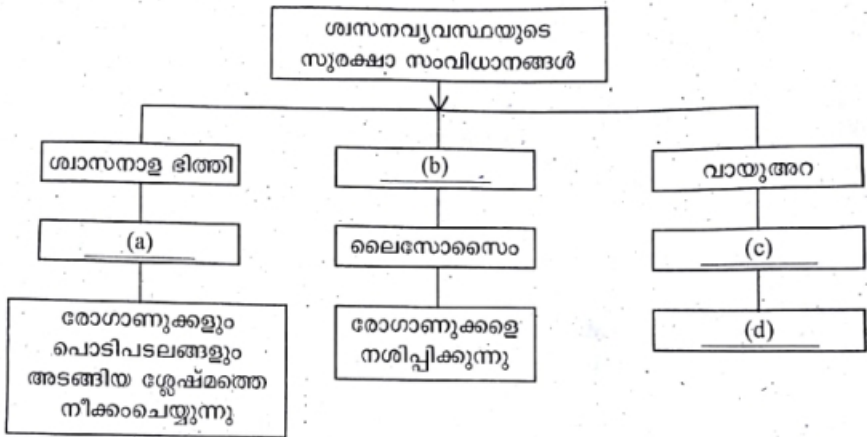 ശ്വസനവ്യവസ്ഥയുടെ
സുരക്ഷാ സംവിധാനങ്ങൾ
ശ്വാസനാള ഭിത്തി
(b)
വായുഅറ
(a)
ലൈസോസൈം
(c)
രോഗാണുക്കളും
പൊടിപടലങ്ങളും
അടങ്ങിയ ശ്ലേഷ്മത്തെ
നീക്കംചെയ്യുന്നു
രോഗാണുക്കളെ
നശിപ്പിക്കുന്നു
(d)